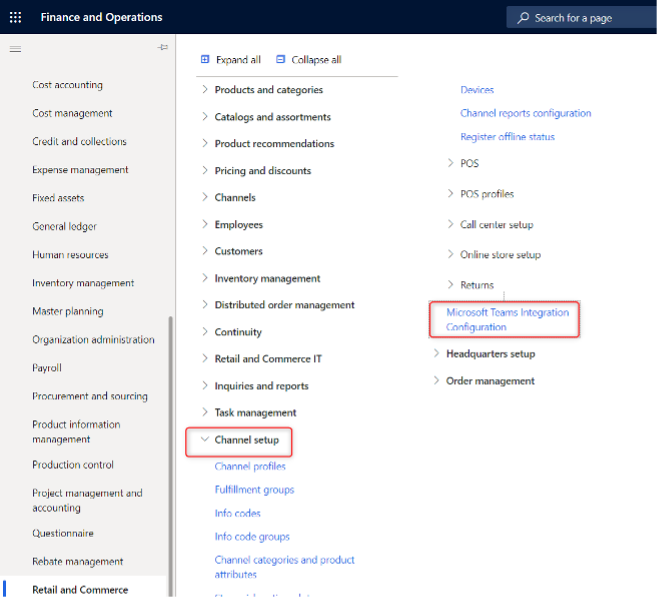 Finance and Operations
Search for a page
Cost accounting
Cost management
Credit and collections
Expense management
Fixed assets
General ledger
Human resources
Inventory management
Master planning
Organization administration
Payroll
Procurement and sourcing
Product information
management
Production control
Project management and
accounting
Questionnaire
Rebate management
Retail and Commerce
Expand all
Collapse all
Products and categories
Catalogs and assortments
Product recommendations
Pricing and discounts
Channels
Employees
Customers
Inventory management
Distributed order management
Continuity
Retail and Commerce IT
Inquiries and reports
Task management
Channel setup
Channel profiles
Fulfillment groups
Info codes
Info code groups
Channel categories and product
attributes
Devices
Channel reports configuration
Register offline status
POS
POS profiles
Call center setup
Online store setup
Returns
Microsoft Teams Integration
Configuration
Headquarters setup
Order management